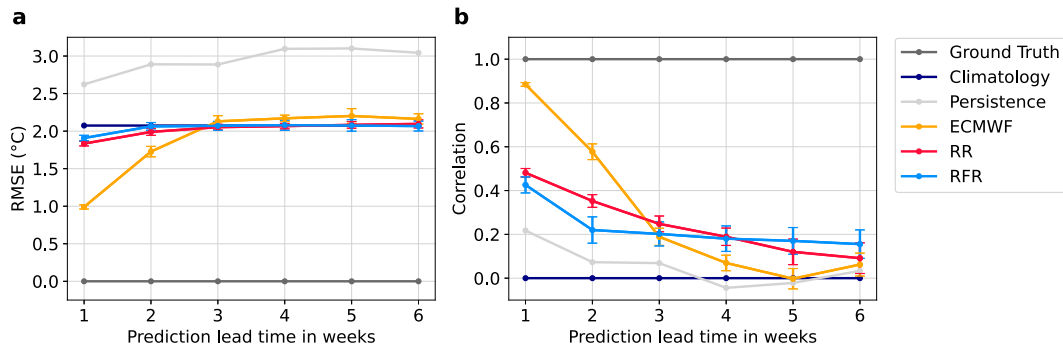 a
RMSE (°C)
3.0
2.5
2.0
1.5
1.0
0.5
0.0
1 2 3 4 5 6
Prediction lead time in weeks
b
Correlation
1.0
0.8
0.6
0.4
0.2
0.0
1 2 3 4 5 6
Prediction lead time in weeks
Ground Truth
Climatology
Persistence
ECMWF
RR
RFR